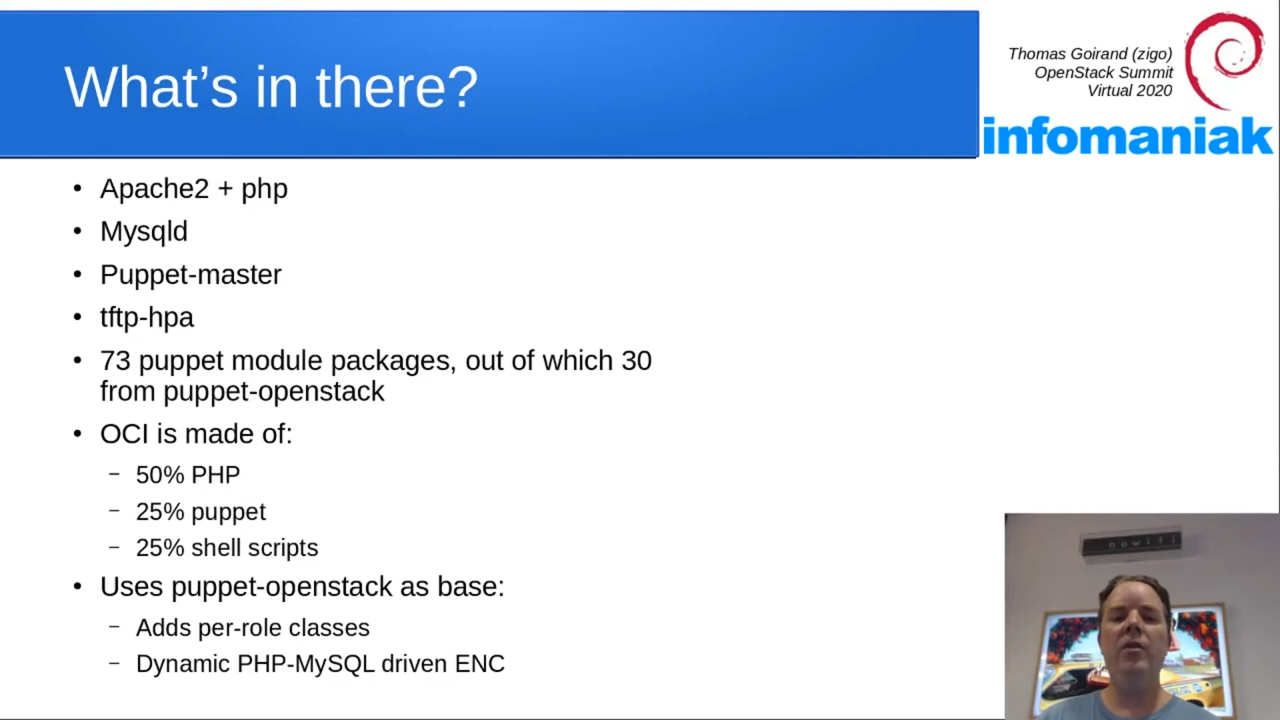 What's in there?
Thomas Goirand (zigo)
OpenStack Summit
Virtual 2020
infomaniak
• Apache2 + php
• Mysqld
• Puppet-master
• tftp-hpa
• 73 puppet module packages, out of which 30
from puppet-openstack
• OCI is made of:
– 50% PHP
– 25% puppet
– 25% shell scripts
• Uses puppet-openstack as base:
– Adds per-role classes
– Dynamic PHP-MySQL driven ENC
nowifi